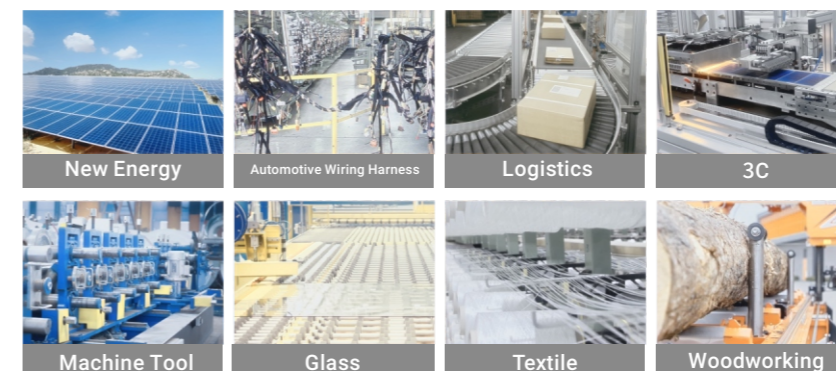 New Energy
Automotive Wiring Harness
Logistics
3C
Machine Tool
Glass
Textile
Woodworking